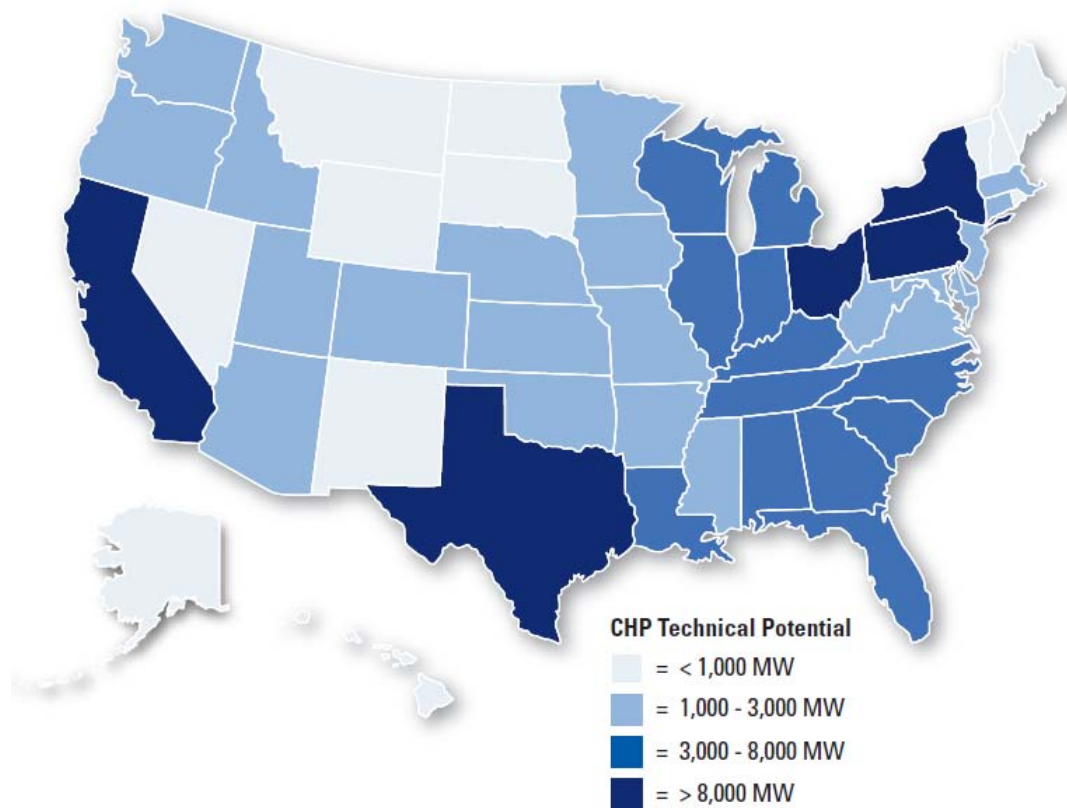 CHP Technical Potential
= < 1,000 MW
= 1,000 - 3,000 MW
= 3,000 - 8,000 MW
= > 8,000 MW